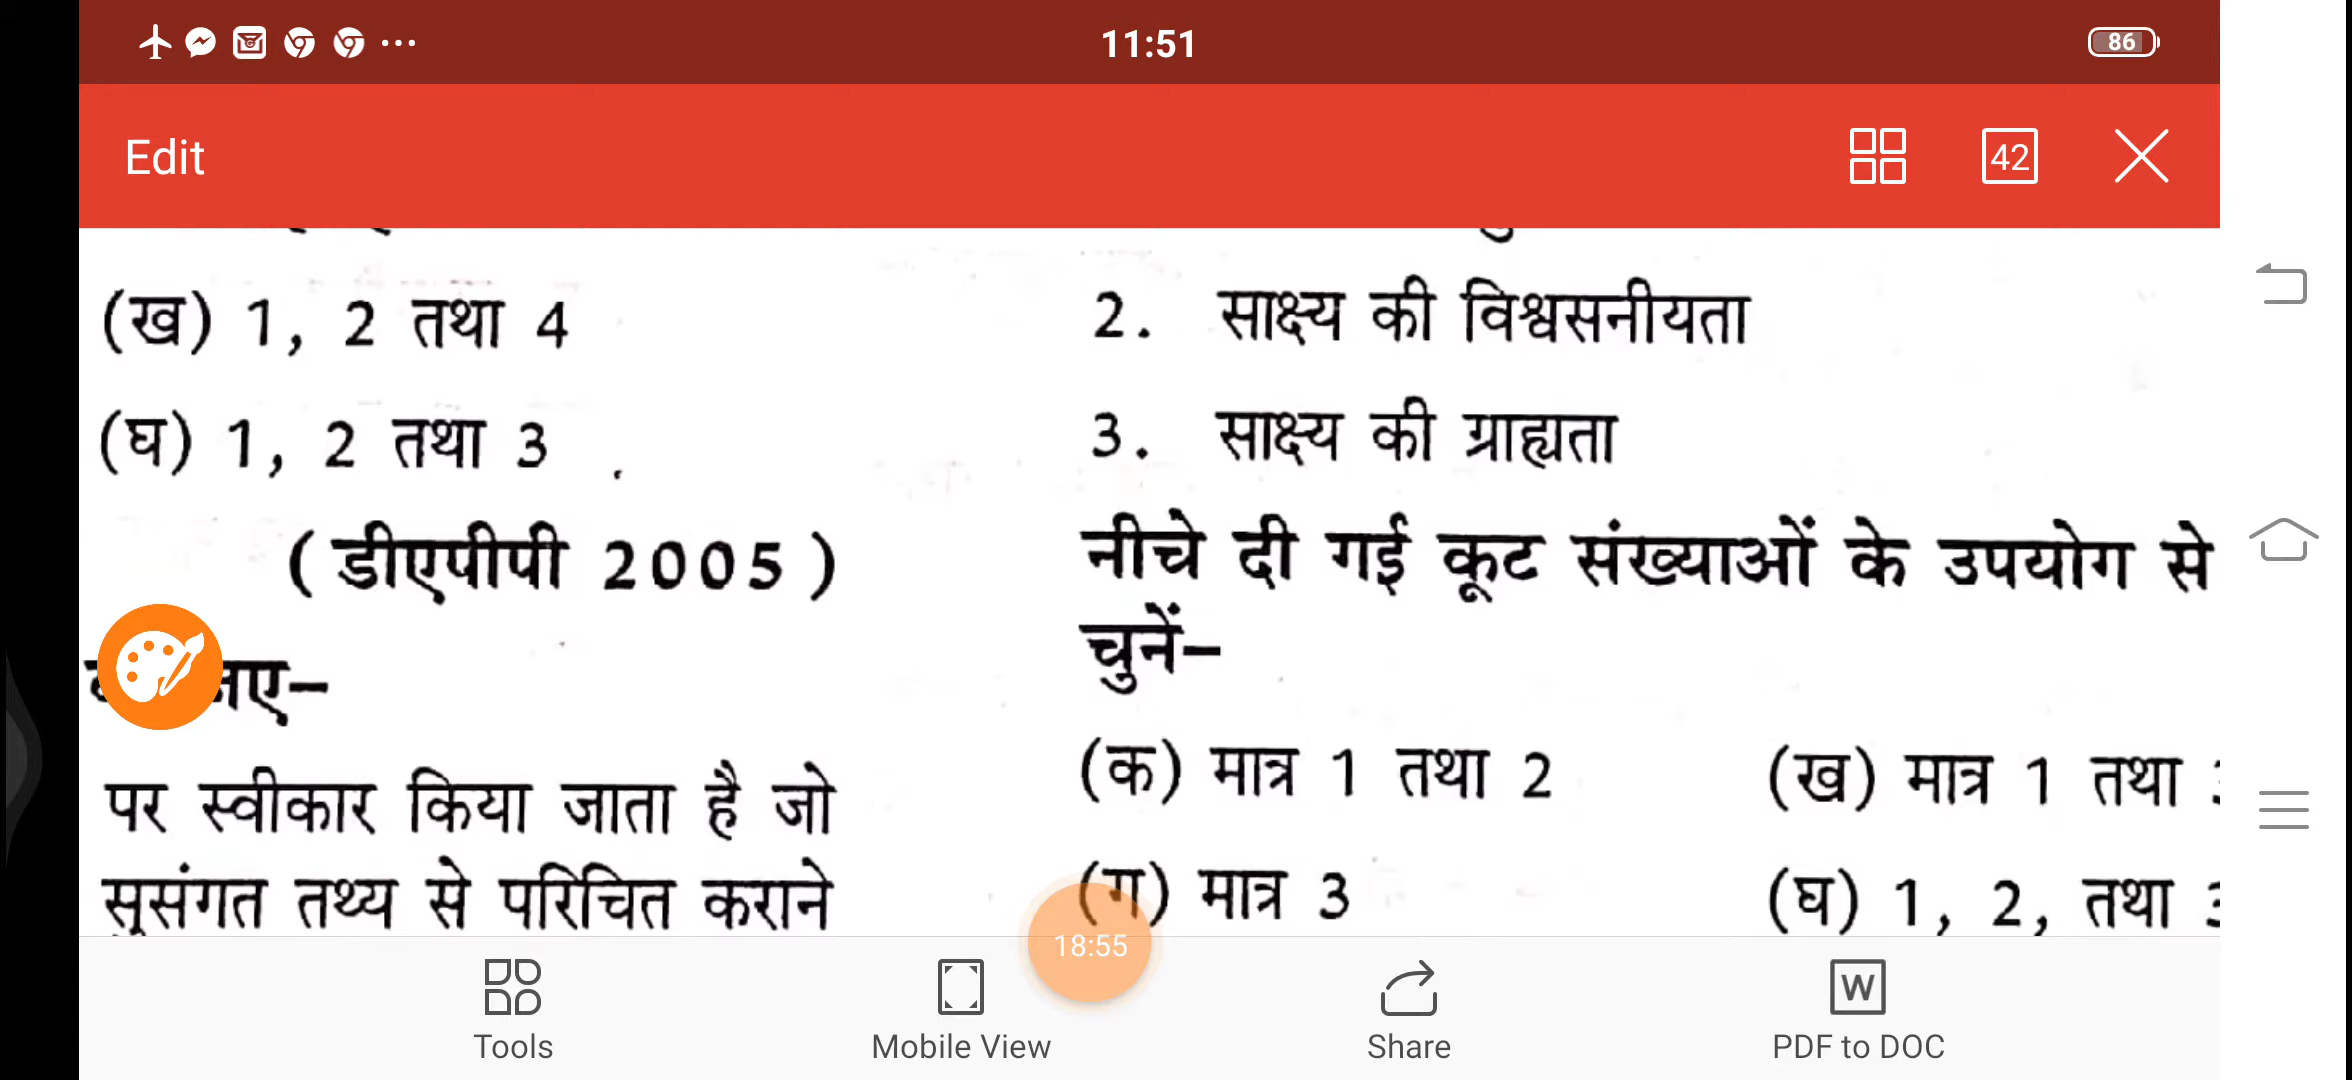 11:51
86
Edit
42
(ख) 1, 2 तथा 4
(घ) 1, 2 तथा 3
(डीएपीपी 2005)
पर स्वीकार किया जाता है जो
सुसंगत तथ्य से परिचित कराने
2. साक्ष्य की विश्वसनीयता
3. साक्ष्य की ग्राह्यता
नीचे दी गई कूट संख्याओं के उपयोग से
चुनें–
(क) मात्र 1 तथा 2
(ख) मात्र 1 तथा
(ग) मात्र 3
(घ) 1, 2, तथा
18:55
Tools
Mobile View
Share
W
PDF to DOC